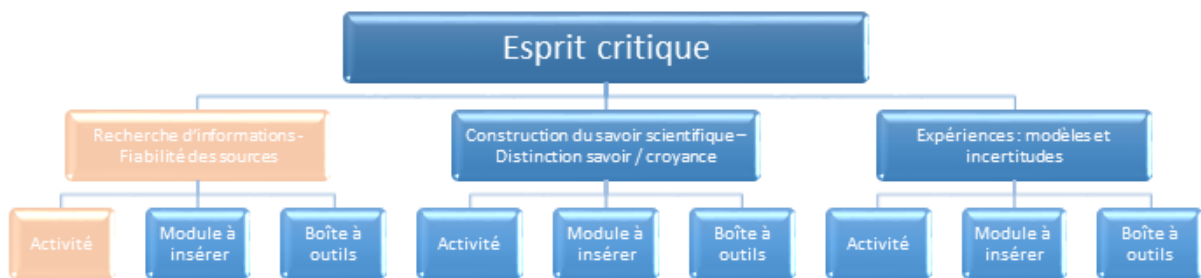 Esprit critique
Recherche d'informations -
Fiabilité des sources
Construction du savoir scientifique –
Distinction savoir / croyance
Expériences : modèles et
incertitudes
Activité
Module à
insérer
Boîte à
outils
Activité
Module à
insérer
Boîte à
outils
Activité
Module à
insérer
Boîte à
outils